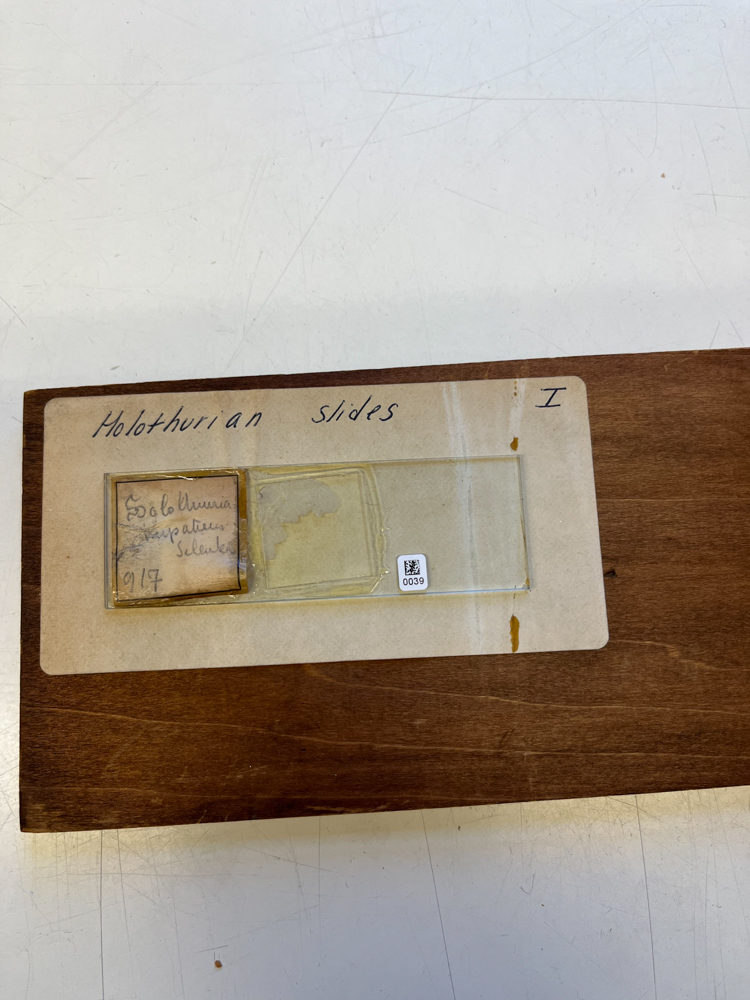 Holothurian slides I
Holothuria
impatiens
Selenka
917
0039